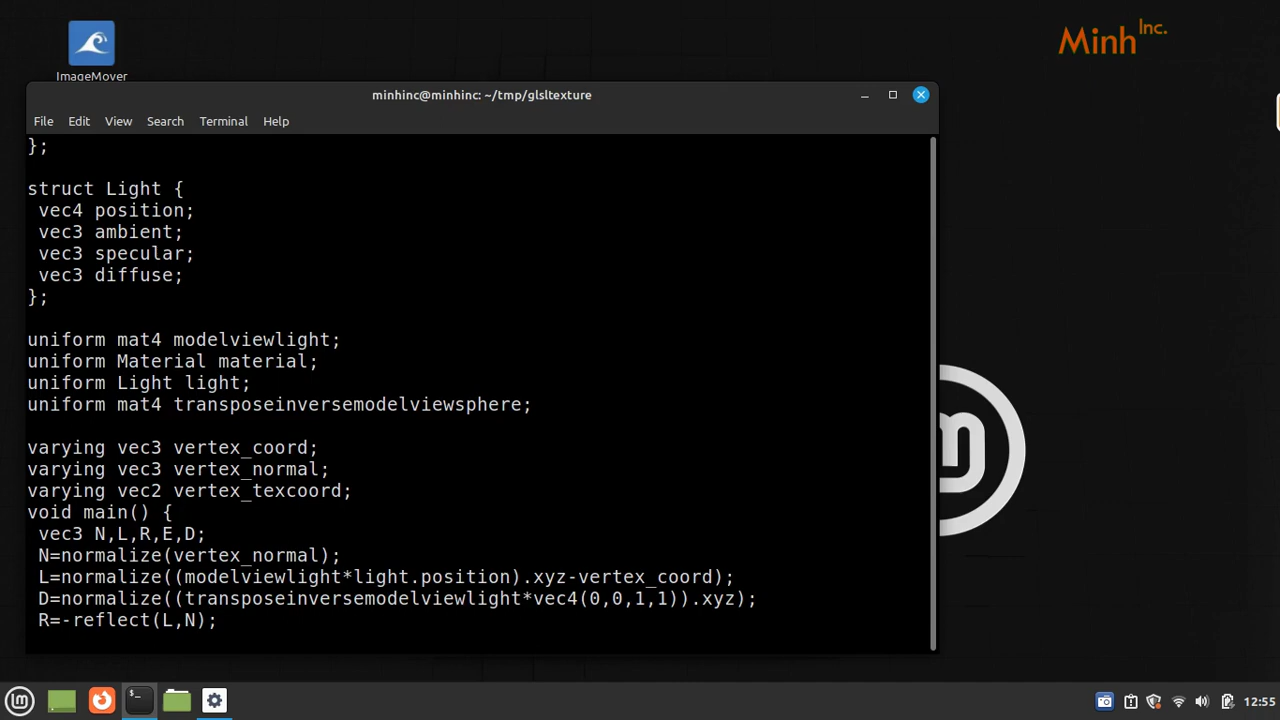 ImageMover
Minh Inc.
minhinc@minhinc: ~/tmp/glsltexture
File Edit View Search Terminal Help
};
struct Light {
 vec4 position;
 vec3 ambient;
 vec3 specular;
 vec3 diffuse;
};
uniform mat4 modelviewlight;
uniform Material material;
uniform Light light;
uniform mat4 transposeinversemodelviewsphere;
varying vec3 vertex_coord;
varying vec3 vertex_normal;
varying vec2 vertex_texcoord;
void main() {
 vec3 N,L,R,E,D;
 N=normalize(vertex_normal);
 L=normalize((modelviewlight*light.position).xyz-vertex_coord);
 D=normalize((transposeinversemodelviewlight*vec4(0,0,1,1)).xyz);
 R=-reflect(L,N);
12:55